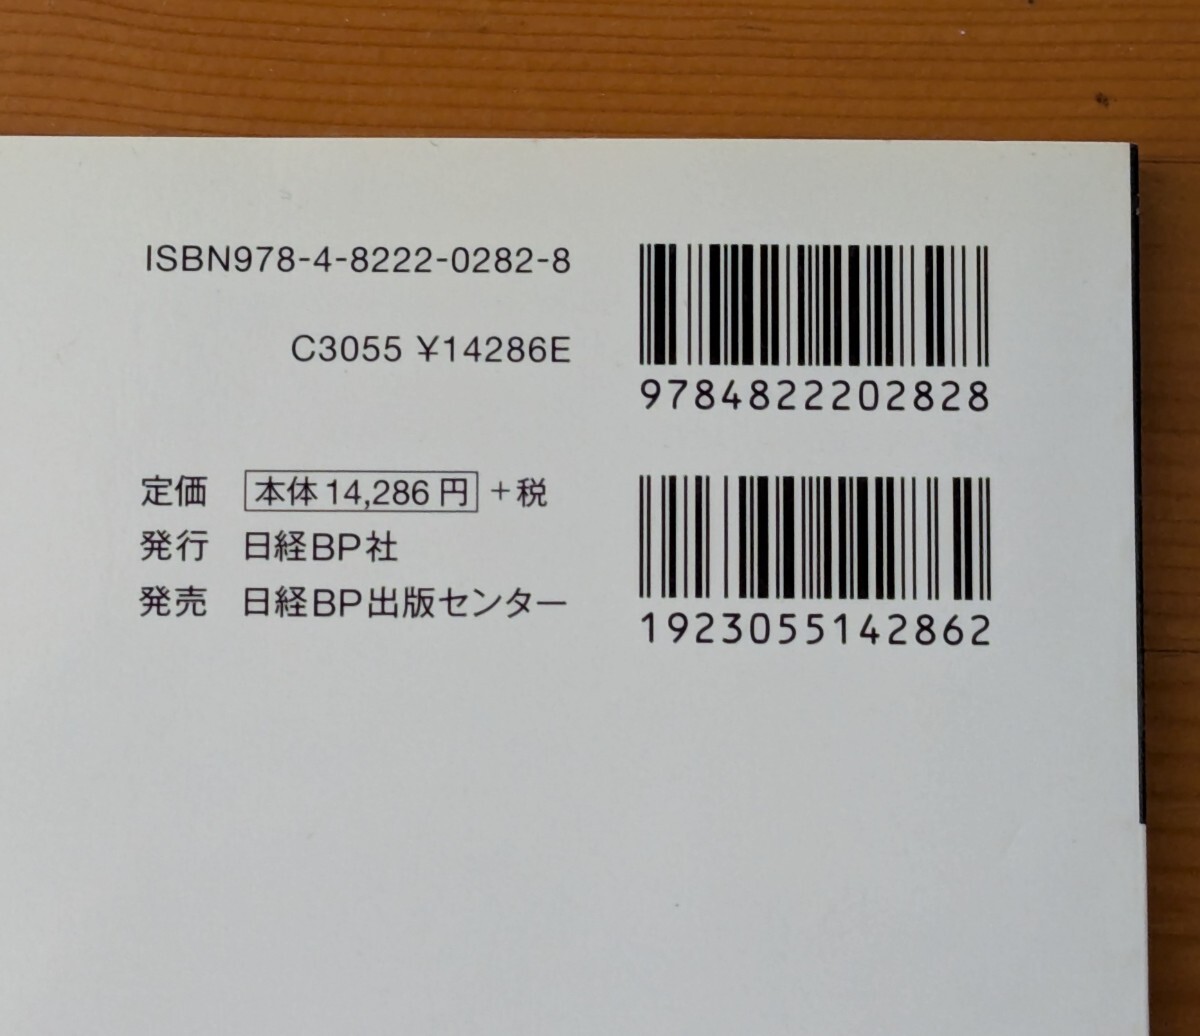 ISBN978-4-8222-0282-8
C3055 ¥14286E
9784822202828
定価 本体14,286円 +税
発行 日経BP社
発売 日経BP出版センター
1923055142862